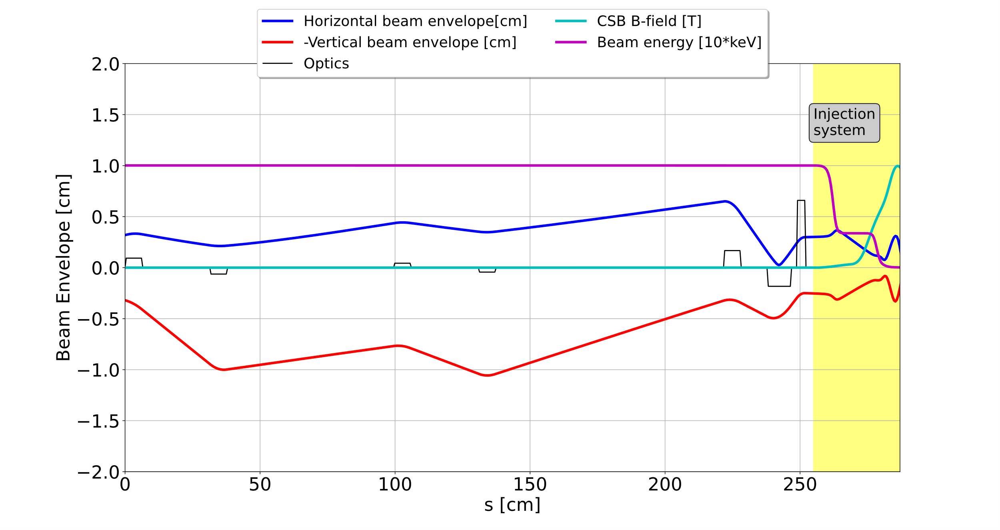 Horizontal beam envelope[cm]
-Vertical beam envelope [cm]
Optics
CSB B-field [T]
Beam energy [10*keV]
2.0
1.5
1.0
0.5
0.0
−0.5
−1.0
−1.5
−2.0
Beam Envelope [cm]
Injection
system
0 50 100 150 200 250
s [cm]